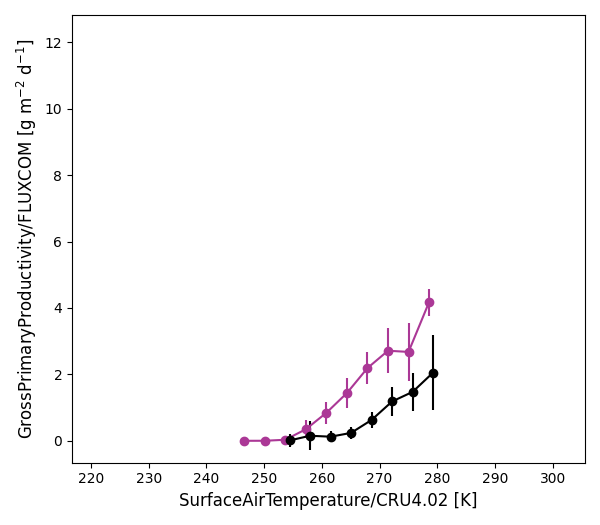 12
10
8
6
4
2
0
GrossPrimaryProductivity/FLUXCOM [g m⁻² d⁻¹]
220 230 240 250 260 270 280 290 300
SurfaceAirTemperature/CRU4.02 [K]